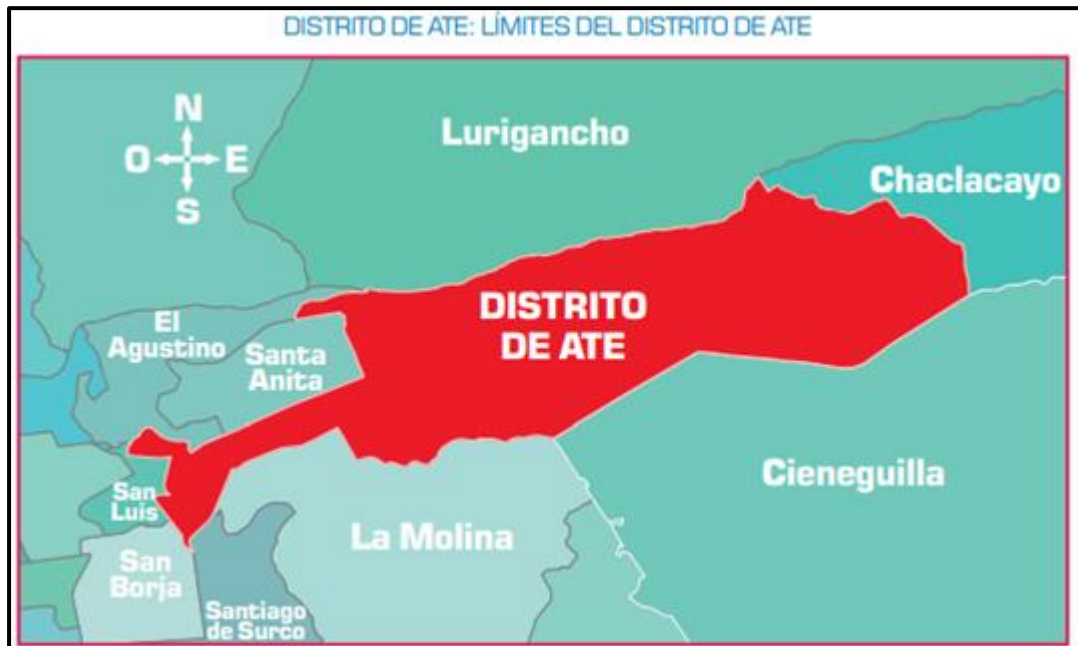 DISTRITO DE ATE: LÍMITES DEL DISTRITO DE ATE
N
O E
S
Lurigancho
Chaclacayo
DISTRITO
DE ATE
El
Agustino
Santa
Anita
Cieneguilla
San
Luis
La Molina
San
Borja
Santiago
de Surco